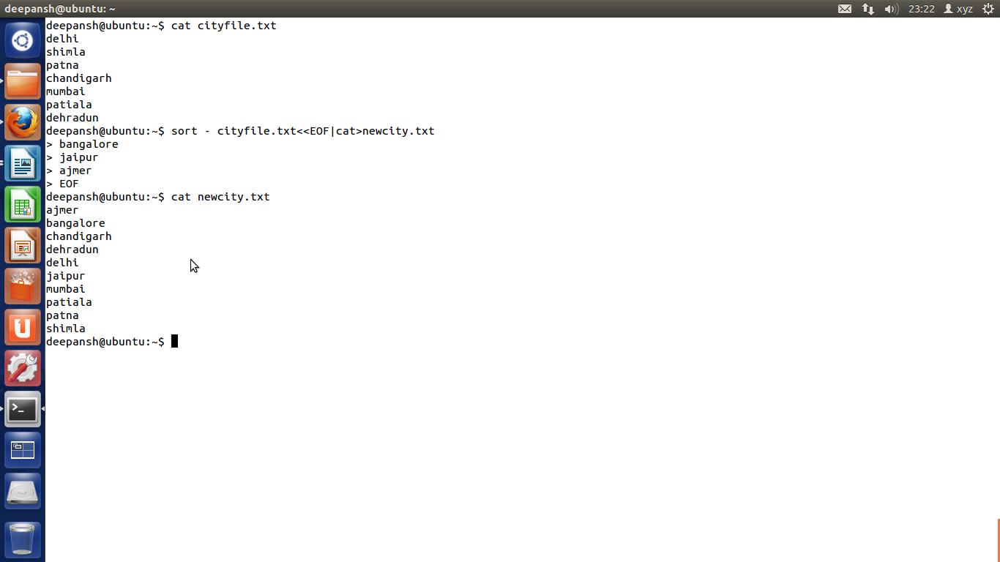 deepansh@ubuntu: ~
23:22 xyz
deepansh@ubuntu:~$ cat cityfile.txt
delhi
shimla
patna
chandigarh
mumbai
patiala
dehradun
deepansh@ubuntu:~$ sort - cityfile.txt<<EOF|cat>newcity.txt
> bangalore
> jaipur
> ajmer
> EOF
deepansh@ubuntu:~$ cat newcity.txt
ajmer
bangalore
chandigarh
dehradun
delhi
jaipur
mumbai
patiala
patna
shimla
deepansh@ubuntu:~$